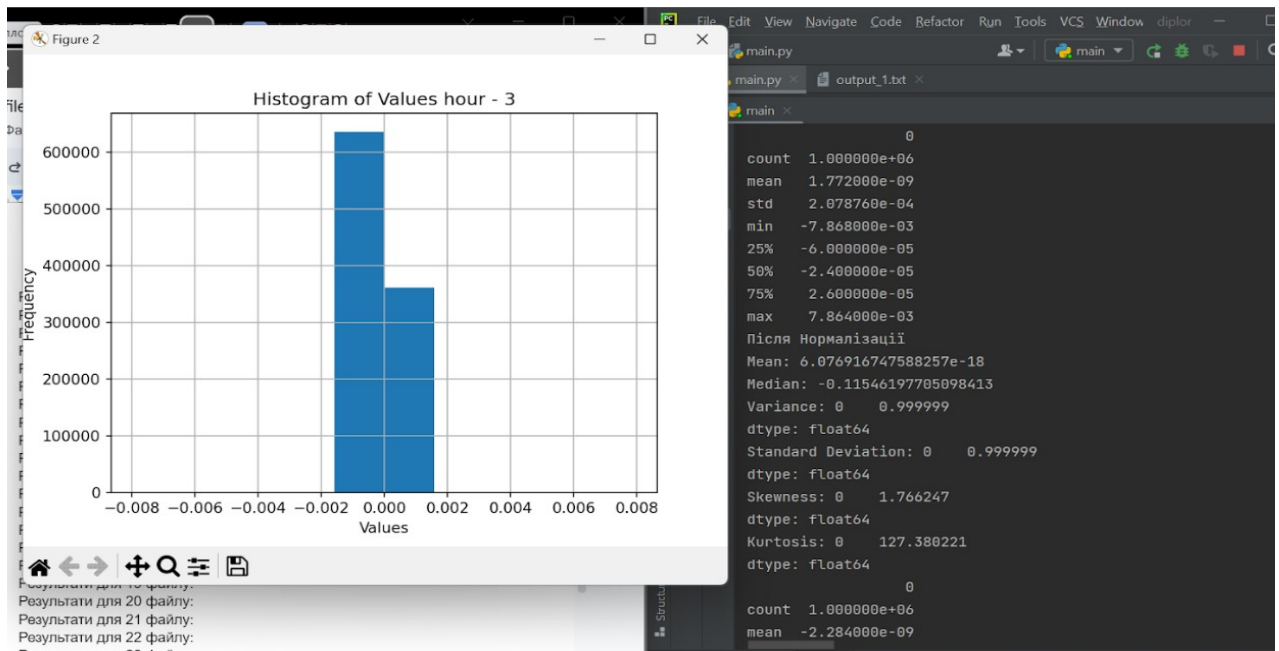 Figure 2
Histogram of Values hour - 3
600000
500000
400000
300000
200000
100000
0
Frequency
−0.008 −0.006 −0.004 −0.002 0.000 0.002 0.004 0.006 0.008
Values
Результати для 20 файлу:
Результати для 21 файлу:
Результати для 22 файлу:
File Edit View Navigate Code Refactor Run Tools VCS Window diplor
main.py
main
main.py
output_1.txt
main
0
count 1.000000e+06
mean 1.772000e-09
std 2.078760e-04
min -7.868000e-03
25% -6.000000e-05
50% -2.400000e-05
75% 2.600000e-05
max 7.864000e-03
Після Нормалізації
Mean: 6.076916747588257e-18
Median: -0.11546197705098413
Variance: 0 0.999999
dtype: float64
Standard Deviation: 0 0.999999
dtype: float64
Skewness: 0 1.766247
dtype: float64
Kurtosis: 0 127.380221
dtype: float64
0
count 1.000000e+06
mean -2.284000e-09